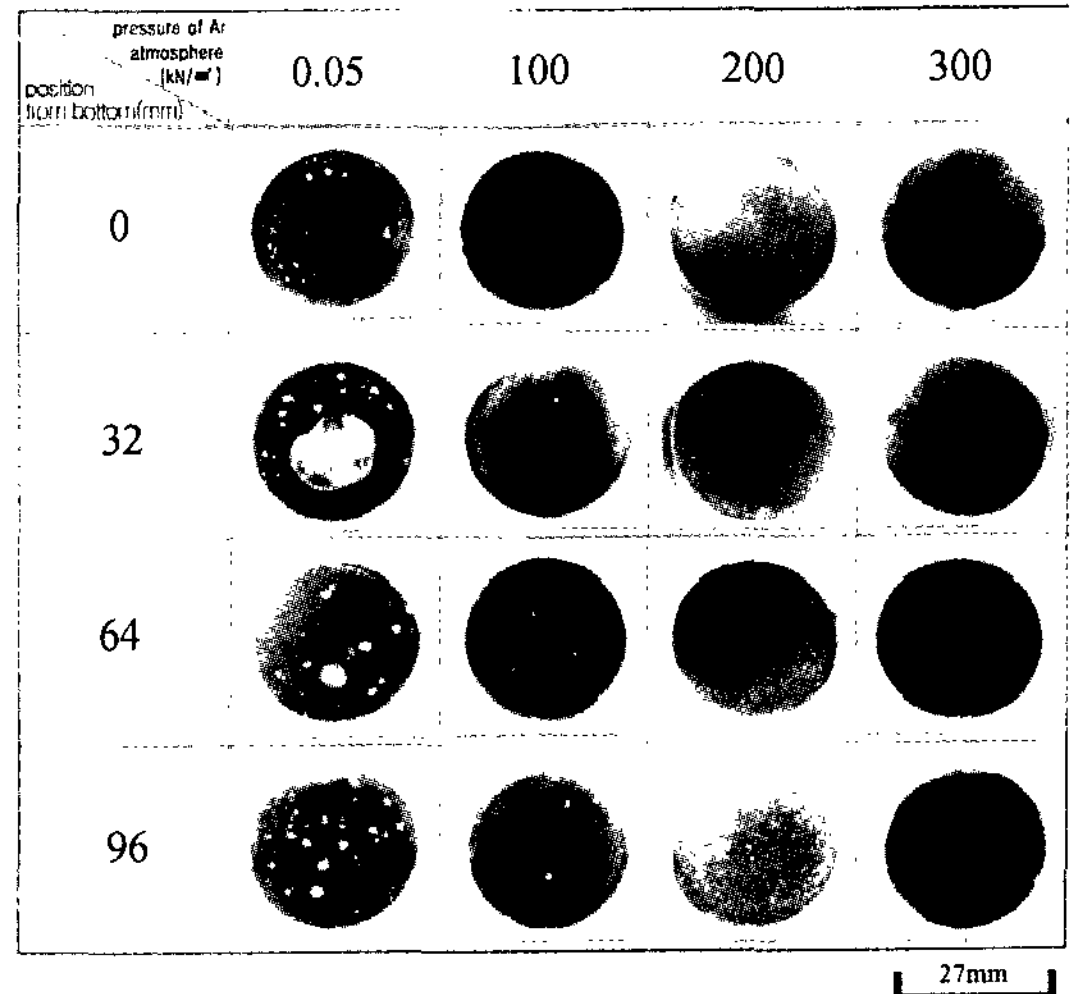 pressure of Ar
atmosphere
(kN/㎡)
position
from bottom(mm)
0.05 100 200 300
0
32
64
96
27mm